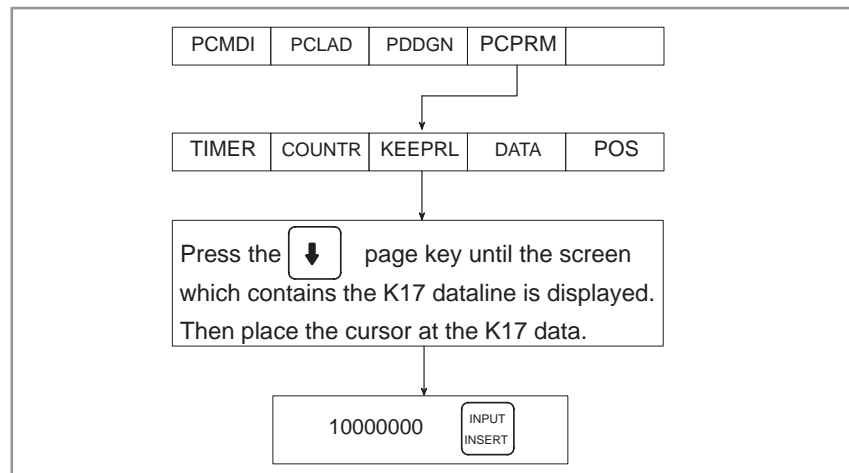 PCMDI PCLAD PDDGN PCPRM
TIMER COUNTR KEEPRL DATA POS
Press the page key until the screen
which contains the K17 dataline is displayed.
Then place the cursor at the K17 data.
10000000 INPUT
INSERT